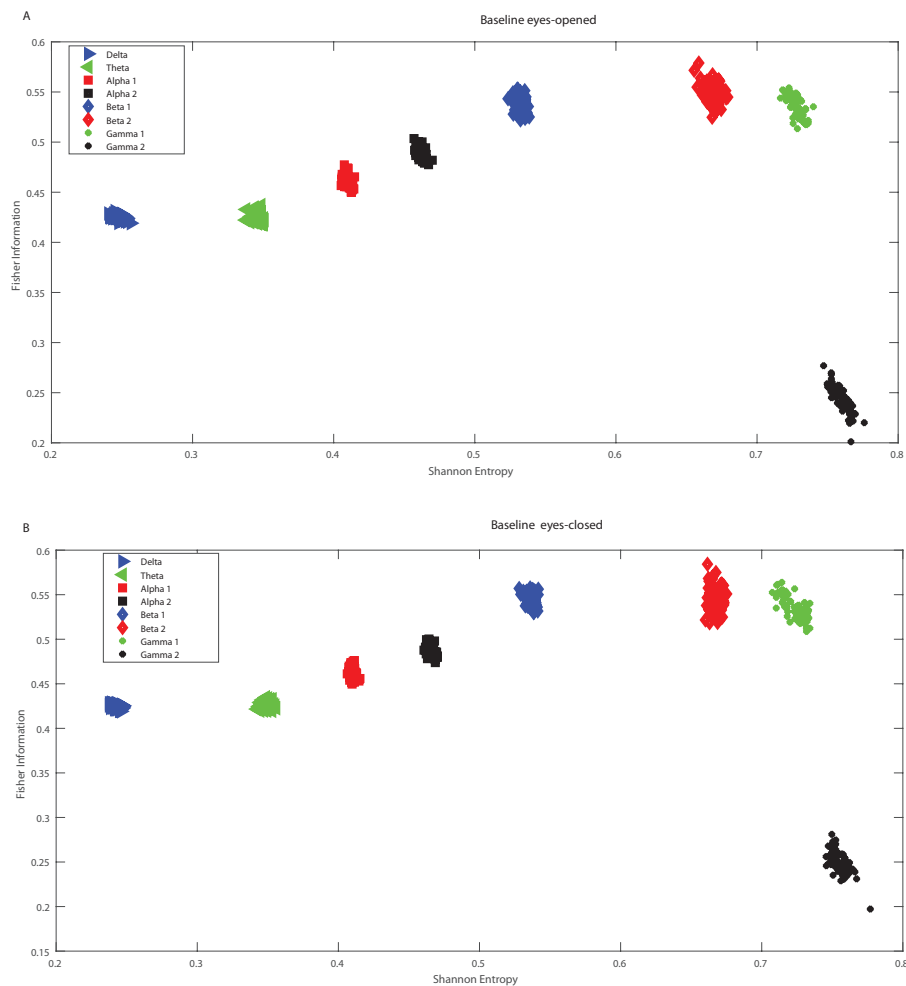 A
Baseline eyes-opened
0.6
0.55
0.5
0.45
0.4
0.35
0.3
0.25
0.2
Fisher Information
Delta
Theta
Alpha 1
Alpha 2
Beta 1
Beta 2
Gamma 1
Gamma 2
0.2 0.3 0.4 0.5 0.6 0.7 0.8
Shannon Entropy
B
Baseline eyes-closed
0.6
0.55
0.5
0.45
0.4
0.35
0.3
0.25
0.2
0.15
Fisher Information
Delta
Theta
Alpha 1
Alpha 2
Beta 1
Beta 2
Gamma 1
Gamma 2
0.2 0.3 0.4 0.5 0.6 0.7 0.8
Shannon Entropy